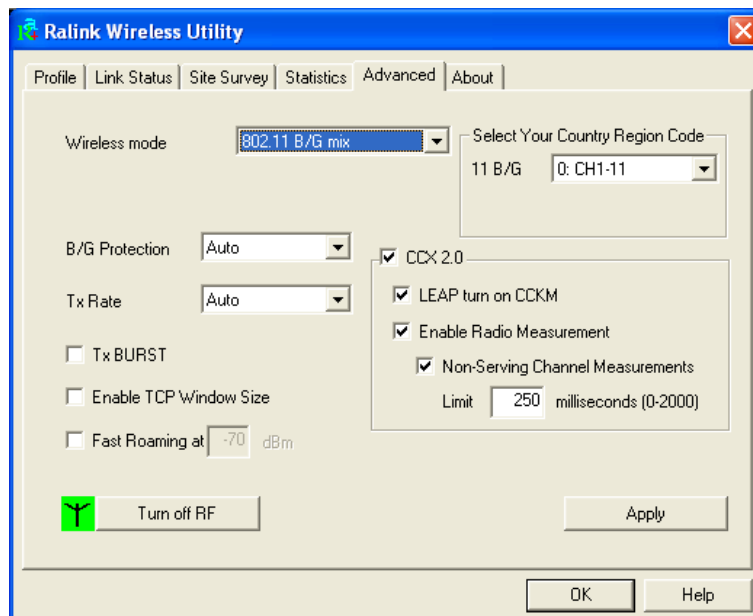 Ralink Wireless Utility
Profile Link Status Site Survey Statistics Advanced About
Wireless mode 802.11 B/G mix
Select Your Country Region Code
11 B/G 0: CH1-11
B/G Protection Auto
CCX 2.0
Tx Rate Auto
LEAP turn on CCKM
Enable Radio Measurement
Tx BURST
Non-Serving Channel Measurements
Enable TCP Window Size
Limit 250 milliseconds (0-2000)
Fast Roaming at -70 dBm
Turn off RF Apply
OK Help